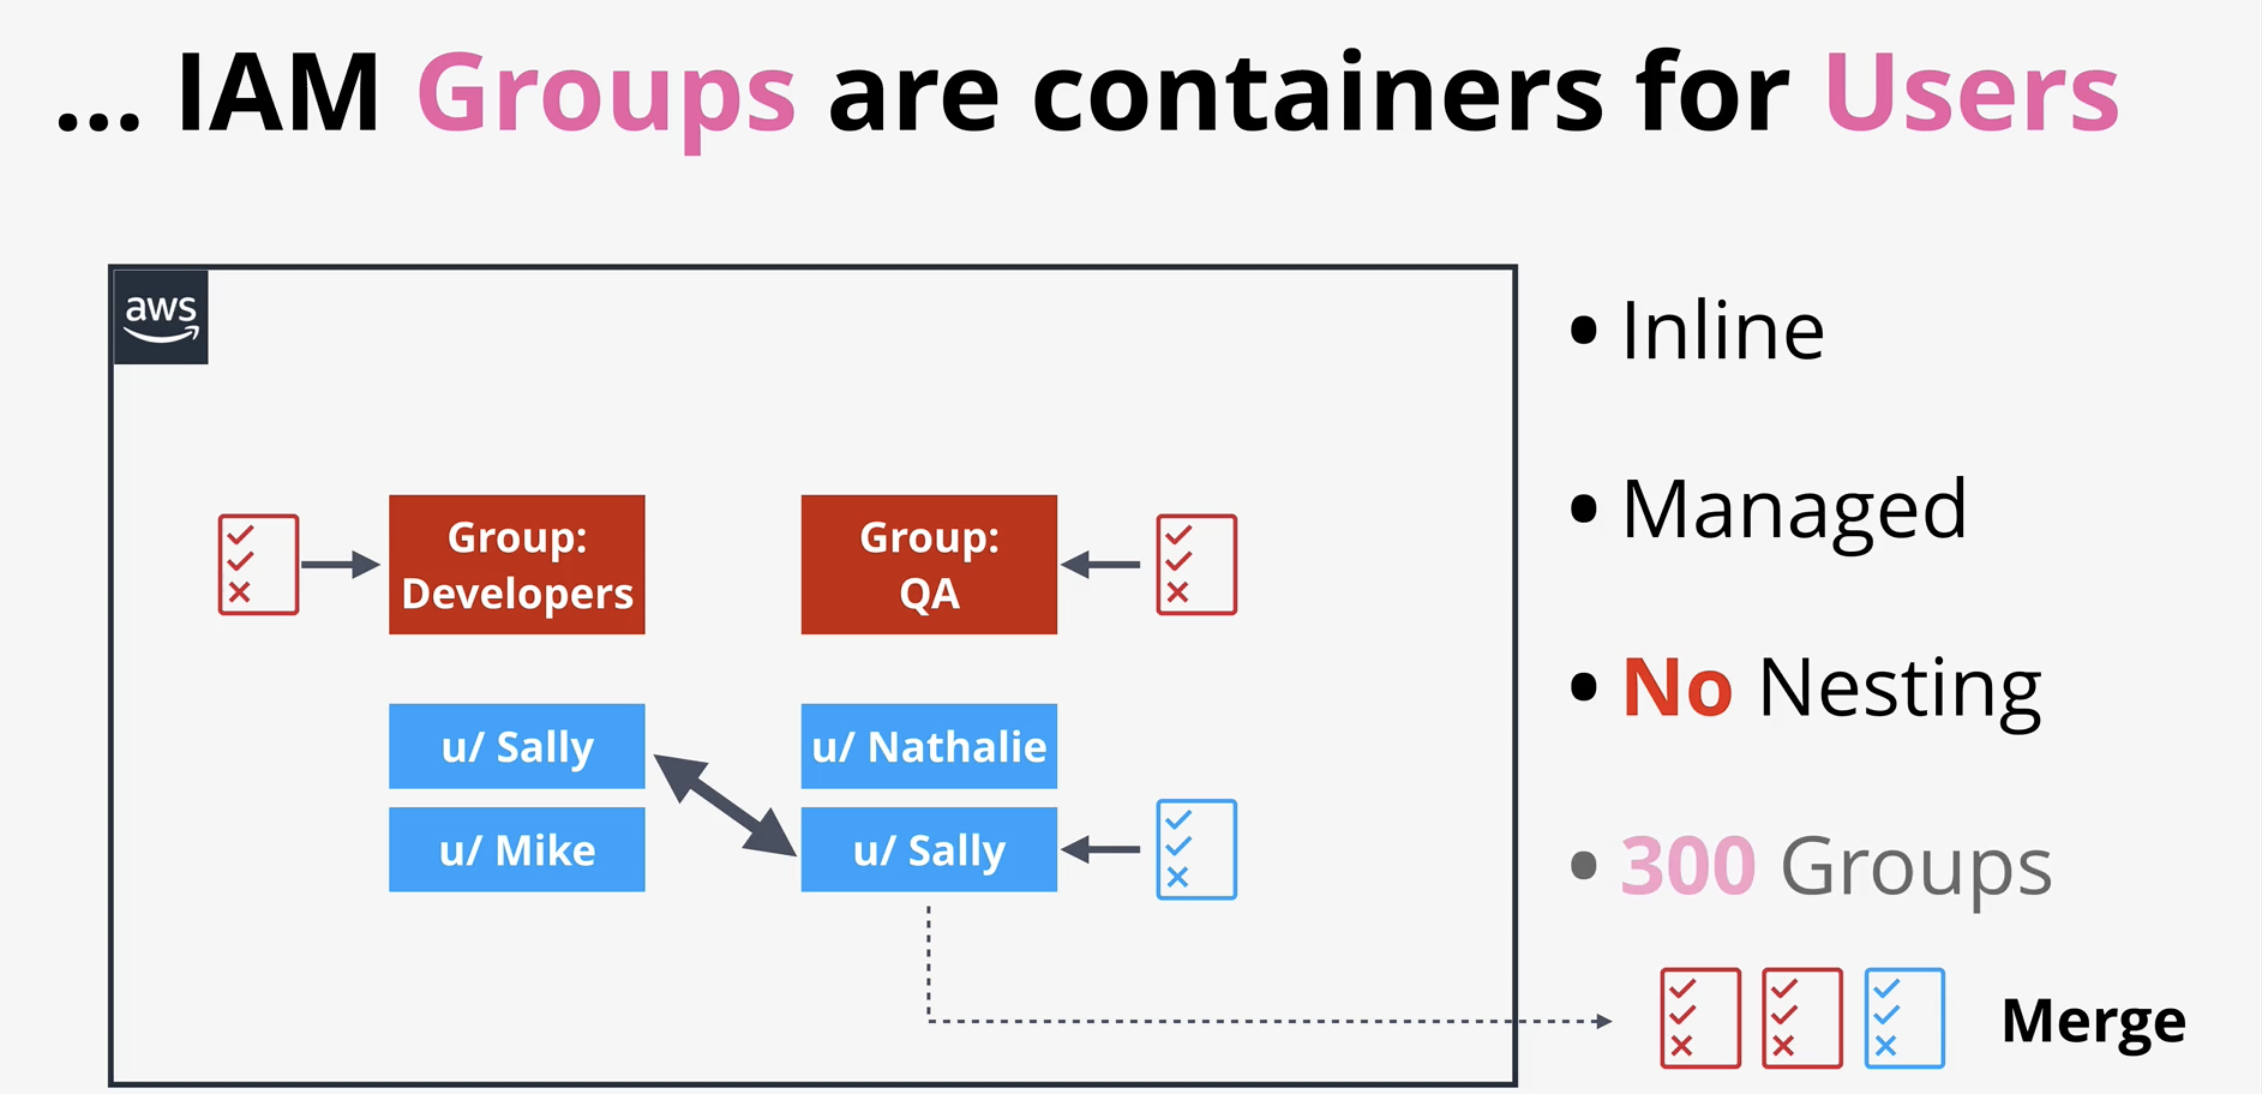 ... IAM Groups are containers for Users
aws
Group:
Developers
Group:
QA
u/ Sally
u/ Nathalie
u/ Mike
u/ Sally
• Inline
• Managed
• No Nesting
• 300 Groups
Merge